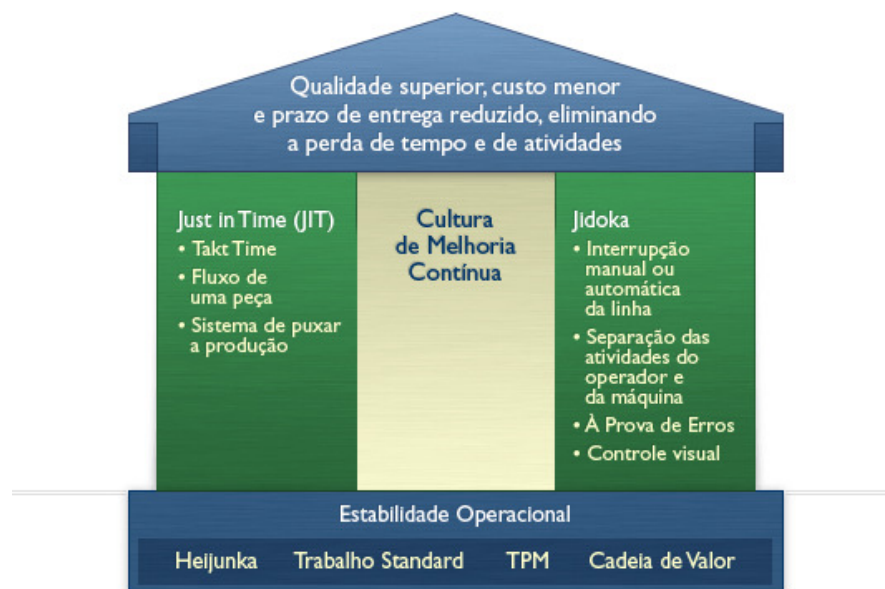 Qualidade superior, custo menor
e prazo de entrega reduzido, eliminando
a perda de tempo e de atividades
Just in Time (JIT)
• Takt Time
• Fluxo de
uma peça
• Sistema de puxar
a produção
Cultura
de Melhoria
Contínua
Jidoka
• Interrupção
manual ou
automática
da linha
• Separação das
atividades do
operador e
da máquina
• À Prova de Erros
• Controle visual
Estabilidade Operacional
Heijunka Trabalho Standard TPM Cadeia de Valor